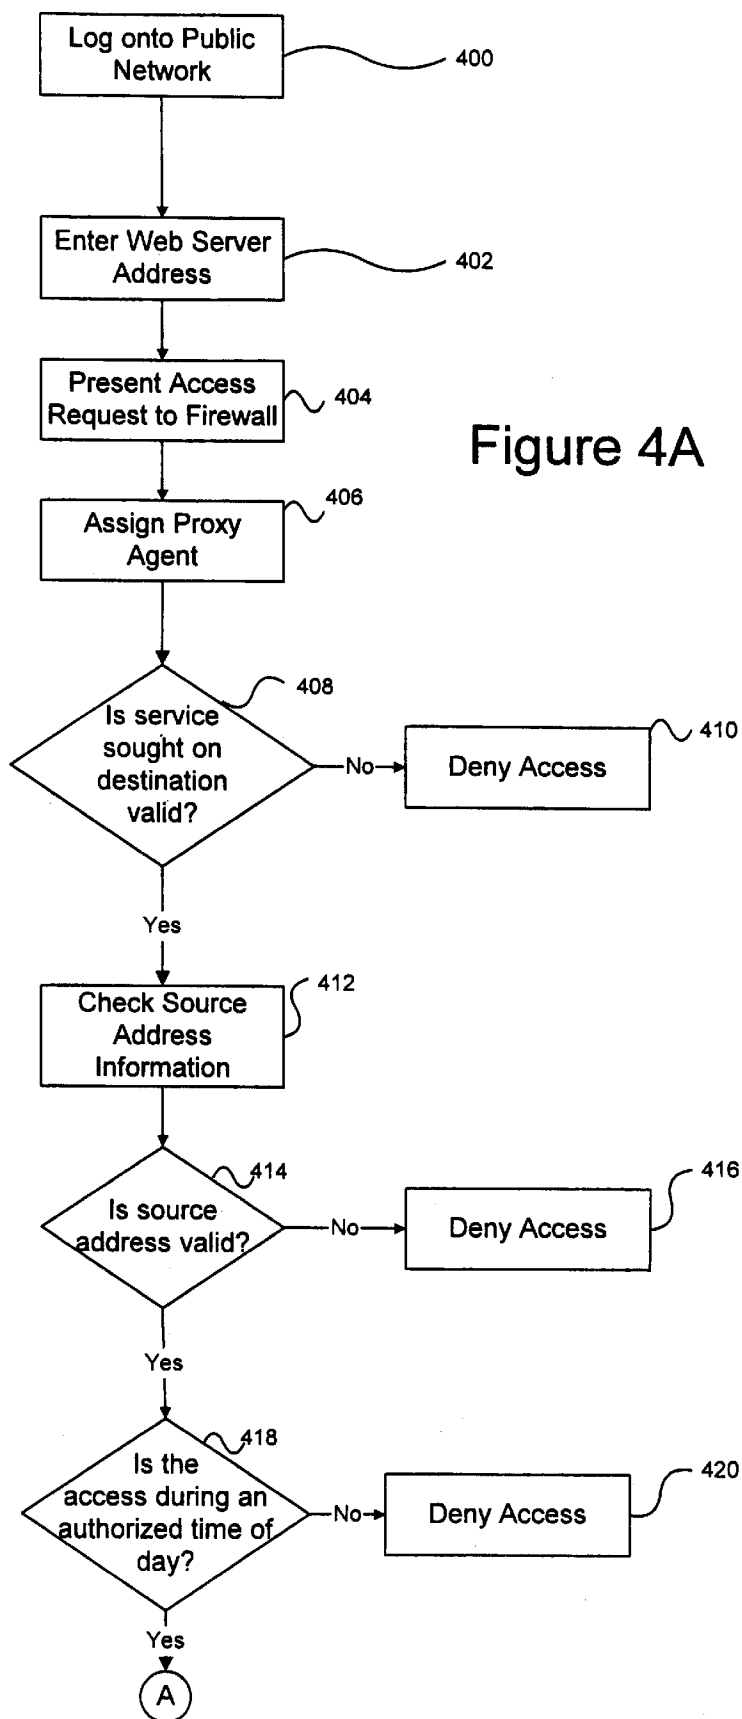 Log onto Public
Network
400
Enter Web Server
Address
402
Present Access
Request to Firewall
404
Figure 4A
406
Assign Proxy
Agent
408
Is service
sought on
destination
valid?
No
410
Deny Access
Yes
412
Check Source
Address
Information
414
Is source
address valid?
No
416
Deny Access
Yes
418
Is the
access during an
authorized time of
day?
No
420
Deny Access
Yes
A